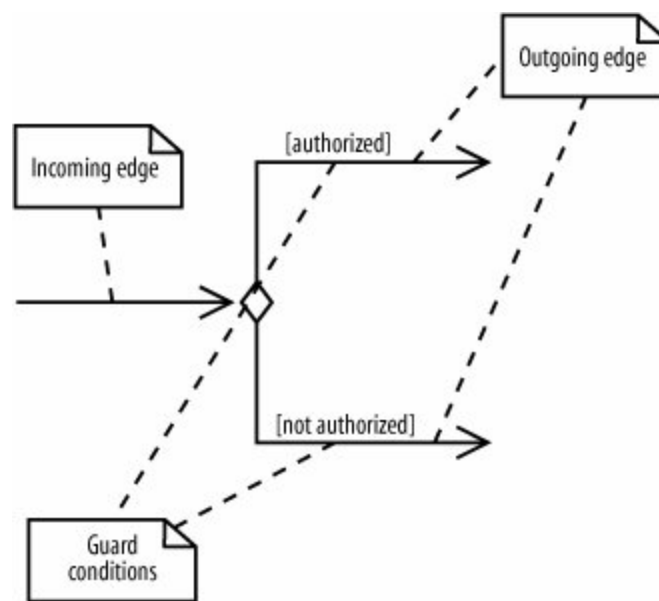 Outgoing edge
[authorized]
Incoming edge
[not authorized]
Guard
conditions